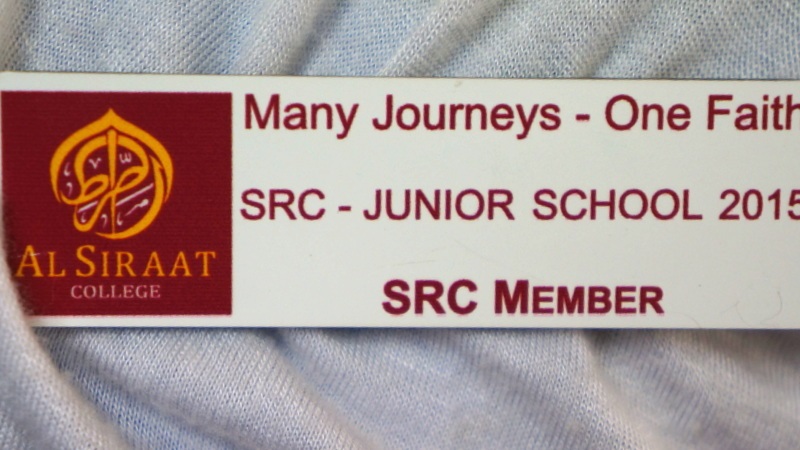 Many Journeys - One Faith
SRC - JUNIOR SCHOOL 2015
SRC MEMBER
AL SIRAAT
COLLEGE